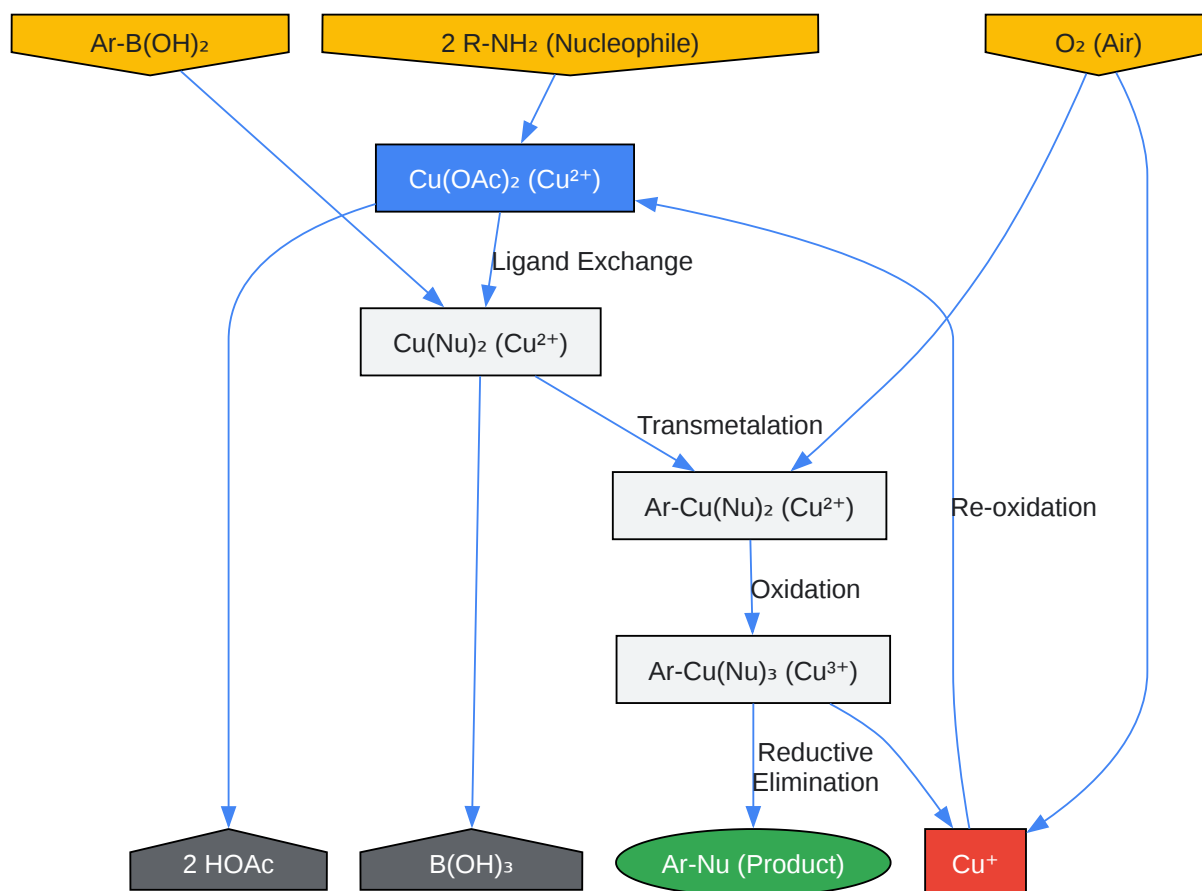 Ar-B(OH)₂
2 R-NH₂ (Nucleophile)
O₂ (Air)
Cu(OAc)₂ (Cu²⁺)
Ligand Exchange
Cu(Nu)₂ (Cu²⁺)
Transmetalation
Ar-Cu(Nu)₂ (Cu²⁺)
Re-oxidation
Oxidation
Ar-Cu(Nu)₃ (Cu³⁺)
Reductive
Elimination
2 HOAc
B(OH)₃
Ar-Nu (Product)
Cu⁺